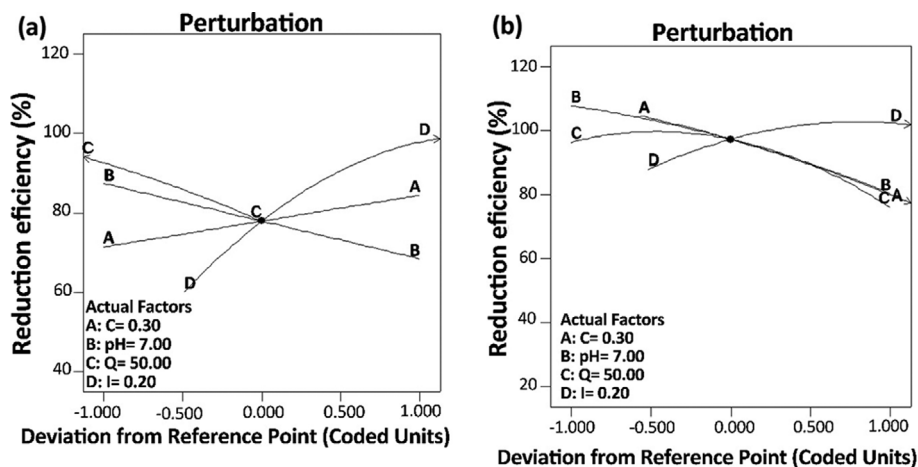 (a)
Perturbation
Reduction eficiency (%)
120
100
80
60
40
C
B
A
D
C
D
A
B
Actual Factors
A: C= 0.30
B: pH= 7.00
C: Q= 50.00
D: I= 0.20
-1.000 -0.500 0.000 0.500 1.000
Deviation from Reference Point (Coded Units)
(b)
Perturbation
Reduction eficiency (%)
120
100
80
60
40
20
B
A
C
D
D
B
C A
Actual Factors
A: C= 0.30
B: pH= 7.00
C: Q= 50.00
D: I= 0.20
-1.000 -0.500 0.000 0.500 1.000
Deviation from Reference Point (Coded Units)